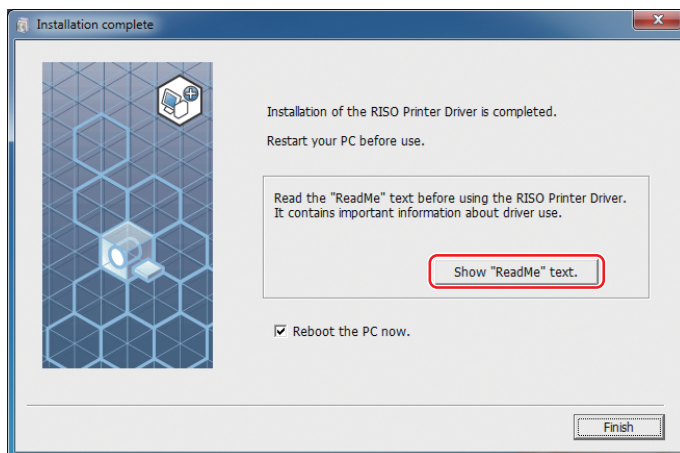 Installation complete
Installation of the RISO Printer Driver is completed.
Restart your PC before use.
Read the "ReadMe" text before using the RISO Printer Driver.
It contains important information about driver use.
Show "ReadMe" text.
Reboot the PC now.
Finish